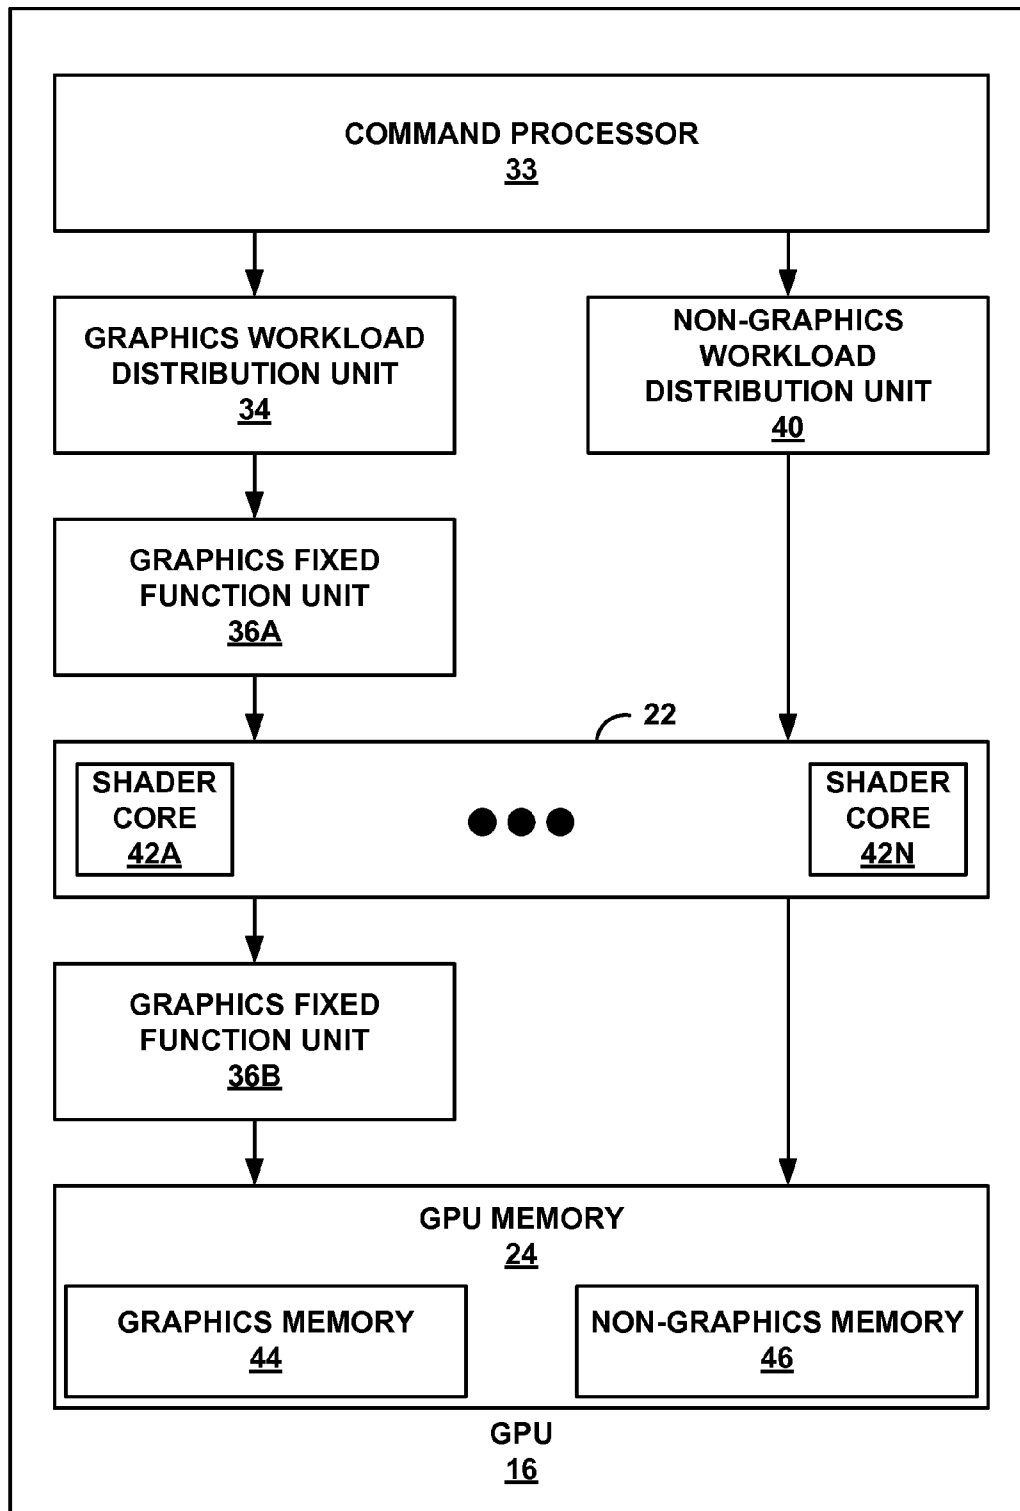 COMMAND PROCESSOR
33
GRAPHICS WORKLOAD
DISTRIBUTION UNIT
34
NON-GRAPHICS
WORKLOAD
DISTRIBUTION UNIT
40
GRAPHICS FIXED
FUNCTION UNIT
36A
22
SHADER
CORE
42A
SHADER
CORE
42N
GRAPHICS FIXED
FUNCTION UNIT
36B
GPU MEMORY
24
GRAPHICS MEMORY
44
NON-GRAPHICS MEMORY
46
GPU
16